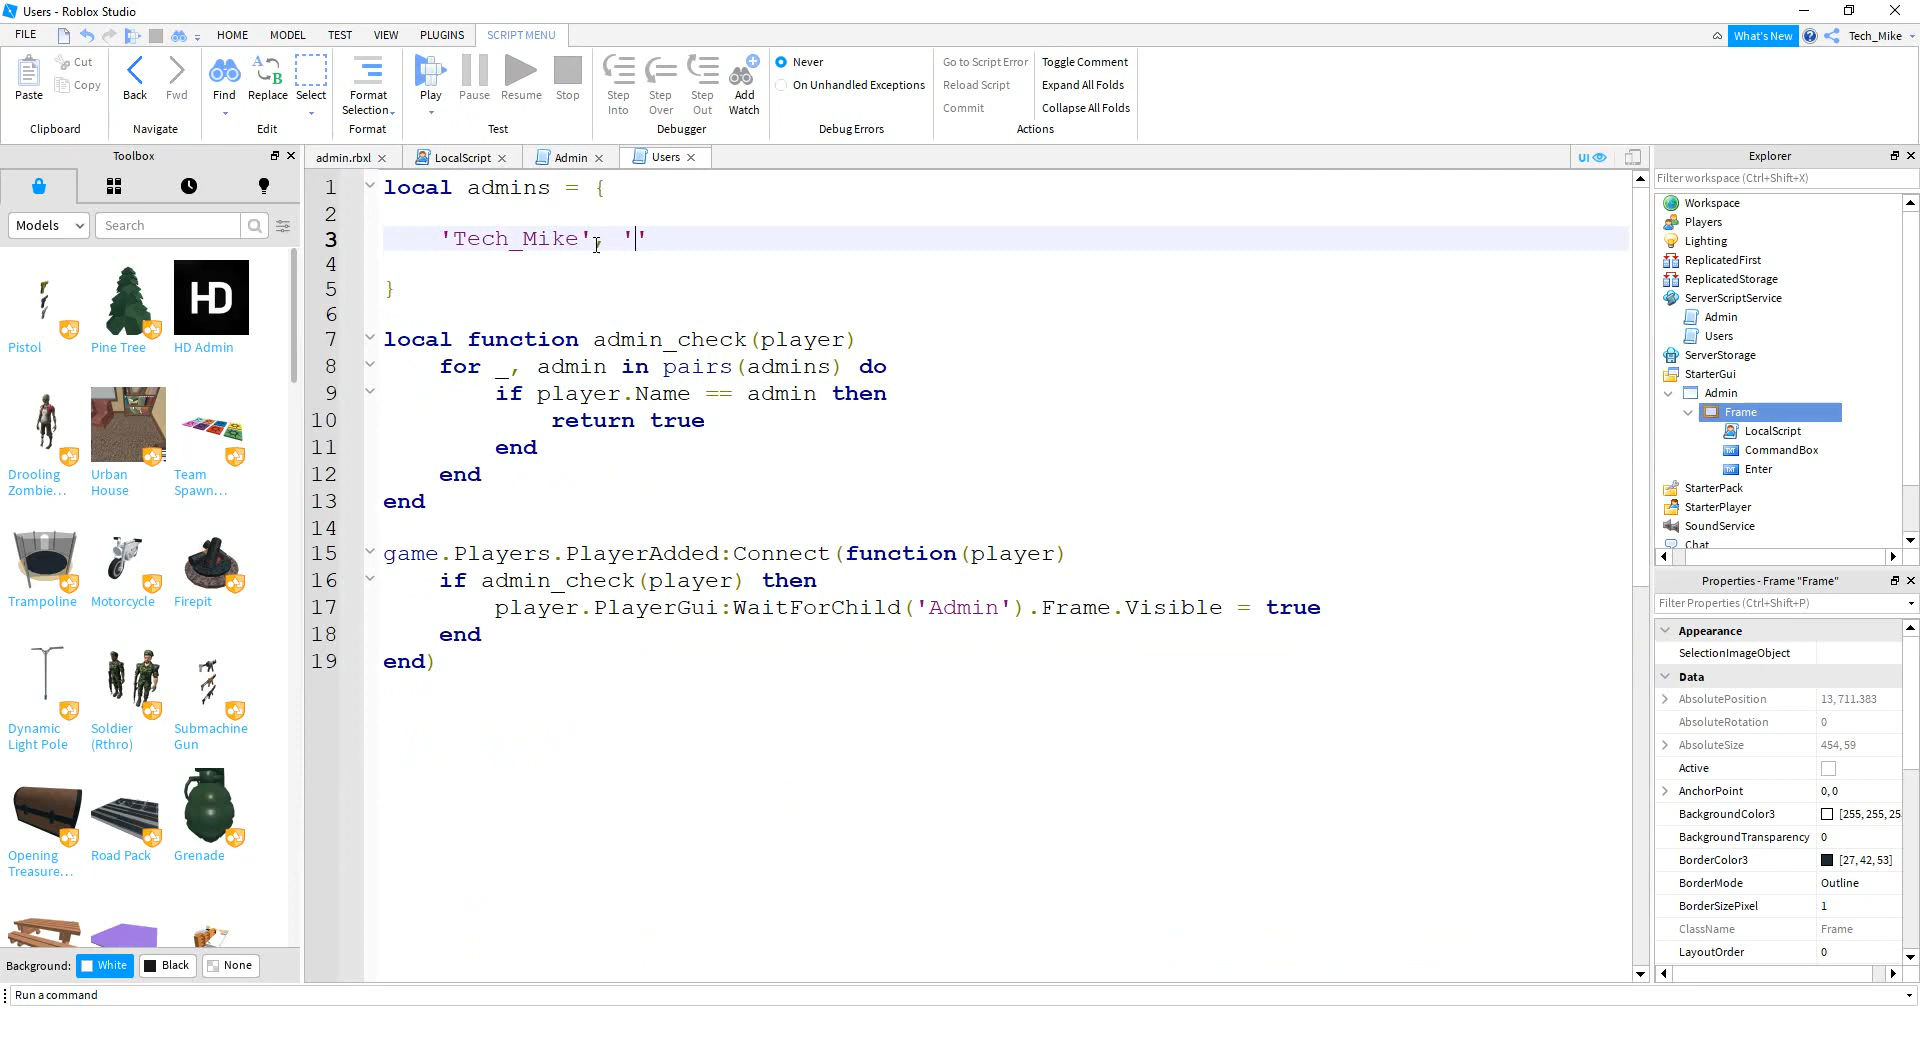 Users - Roblox Studio
FILE HOME MODEL TEST VIEW PLUGINS SCRIPT MENU What's New Tech_Mike
Paste Cut Copy Back Fwd Find Replace Select Format Selection Play Pause Resume Stop Step Into Step Over Step Out Add Watch
Never
On Unhandled Exceptions
Go to Script Error
Reload Script
Commit
Toggle Comment
Expand All Folds
Collapse All Folds
Clipboard Navigate Edit Format Test Debugger Debug Errors Actions
Toolbox
Models Search
Pistol Pine Tree HD HD Admin
Drooling Zombie... Urban House Team Spawn...
Trampoline Motorcycle Firepit
Dynamic Light Pole Soldier (Rthro) Submachine Gun
Opening Treasure... Road Pack Grenade
Background: White Black None
admin.rbxl LocalScript Admin Users UI
1 local admins = {
2
3 'Tech_Mike', ''
4
5 }
6
7 local function admin_check(player)
8 for _, admin in pairs(admins) do
9 if player.Name == admin then
10 return true
11 end
12 end
13 end
14
15 game.Players.PlayerAdded:Connect(function(player)
16 if admin_check(player) then
17 player.PlayerGui:WaitForChild('Admin').Frame.Visible = true
18 end
19 end)
Explorer
Filter workspace (Ctrl+Shift+X)
Workspace
Players
Lighting
ReplicatedFirst
ReplicatedStorage
ServerScriptService
Admin
Users
ServerStorage
StarterGui
Admin
Frame
LocalScript
TXT CommandBox
TXT Enter
StarterPack
StarterPlayer
SoundService
Chat
Properties - Frame "Frame"
Filter Properties (Ctrl+Shift+P)
Appearance
SelectionImageObject
Data
AbsolutePosition 13, 711.383
AbsoluteRotation 0
AbsoluteSize 454, 59
Active
AnchorPoint 0, 0
BackgroundColor3 [255, 255, 25
BackgroundTransparency 0
BorderColor3 [27, 42, 53]
BorderMode Outline
BorderSizePixel 1
ClassName Frame
LayoutOrder 0
Run a command